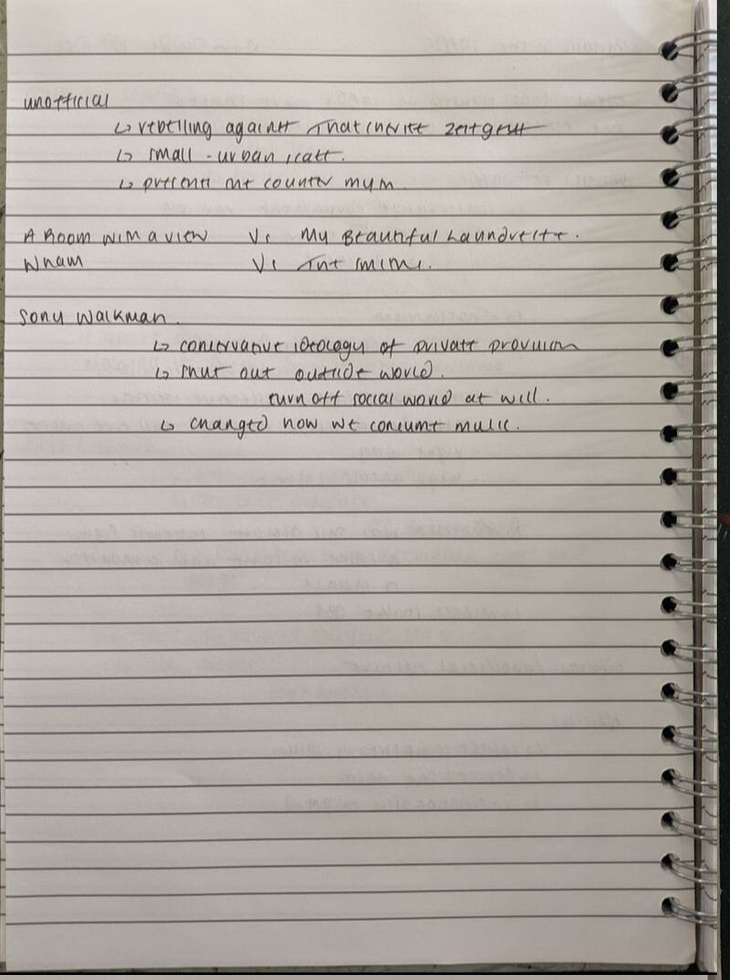 unofficial
↳ rebelling against Thatcherite zeitgeist
↳ small-urban scale.
↳ presents the counter myth
A Room with a view Vs My Beautiful Laundrette.
Wham Vs The Smiths.
Sony Walkman.
↳ conservative ideology of private provision
↳ shut out outside world.
turn off social world at will.
↳ changed how we consume music.